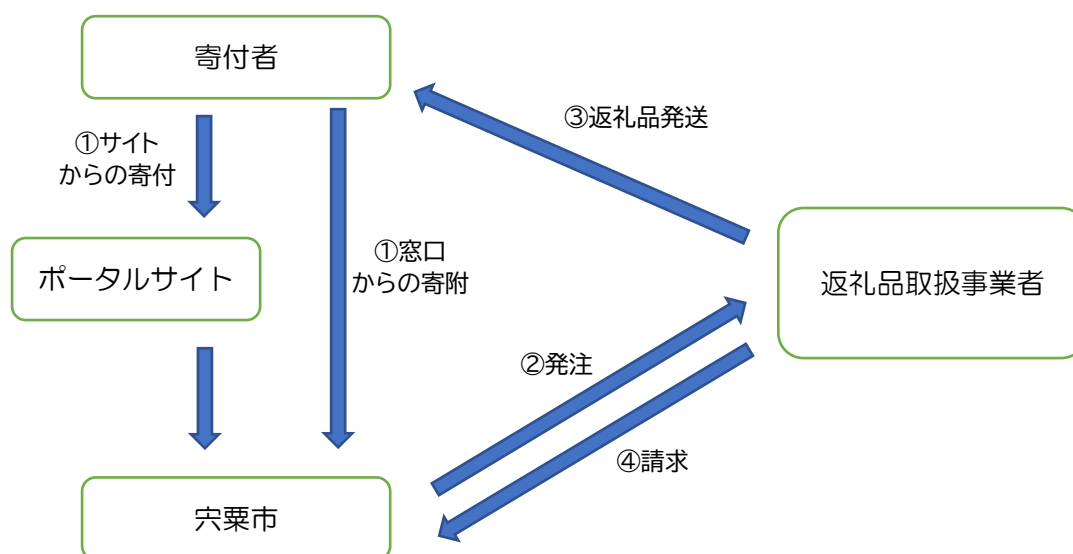 寄付者
③返礼品発送
①サイト
からの寄付
①窓口
からの寄附
ポータルサイト
返礼品取扱事業者
②発注
④請求
宍粟市